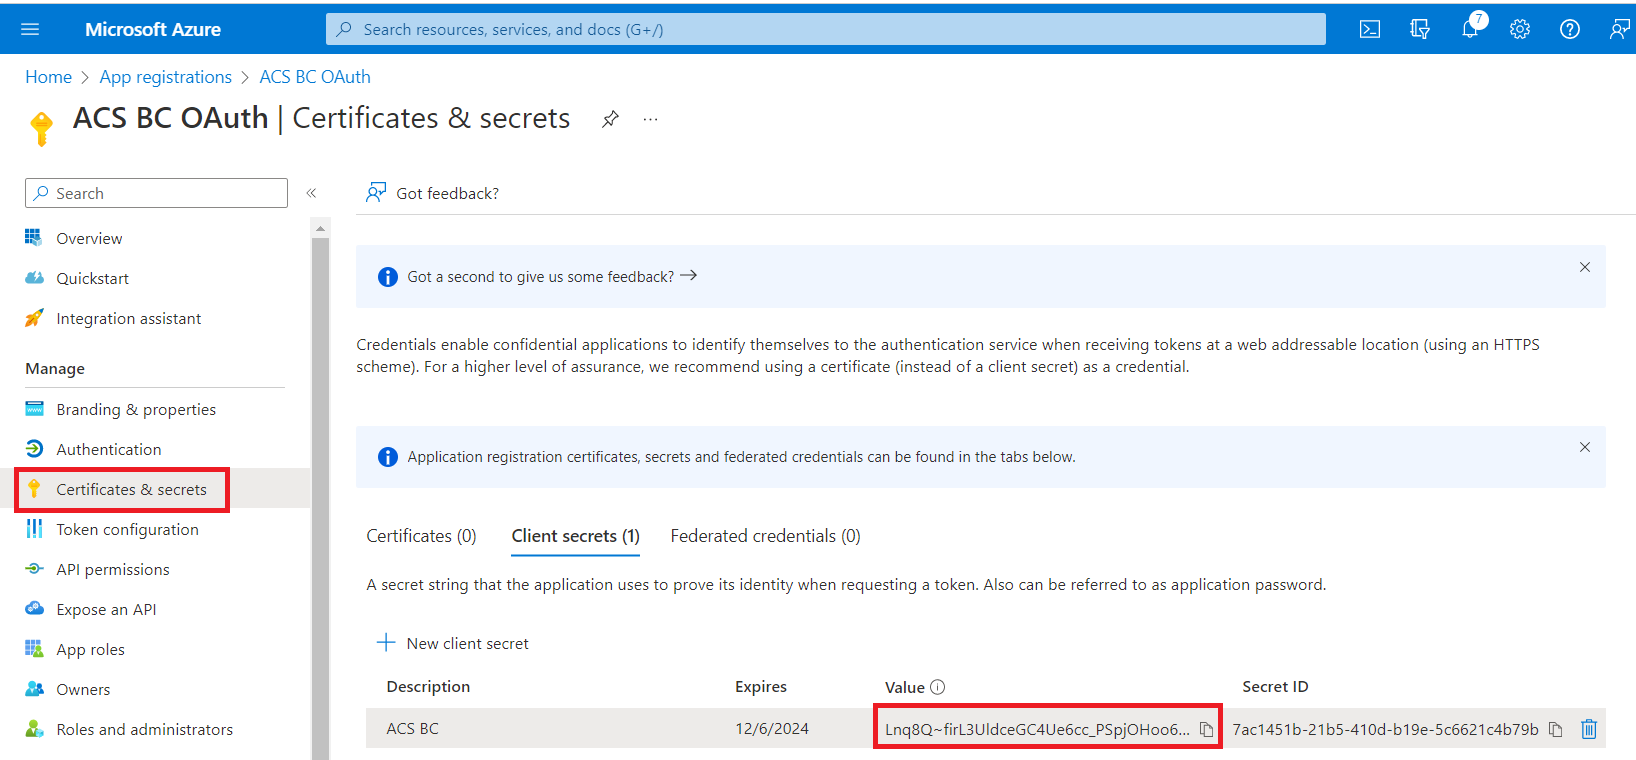 Microsoft Azure
Search resources, services, and docs (G+/)
7
Home > App registrations > ACS BC OAuth
ACS BC OAuth | Certificates & secrets
...
Search
«
Got feedback?
Overview
Quickstart
Integration assistant
Got a second to give us some feedback? →
Credentials enable confidential applications to identify themselves to the authentication service when receiving tokens at a web addressable location (using an HTTPS
scheme). For a higher level of assurance, we recommend using a certificate (instead of a client secret) as a credential.
Manage
Branding & properties
Authentication
Certificates & secrets
Token configuration
API permissions
Expose an API
App roles
Owners
Roles and administrators
Application registration certificates, secrets and federated credentials can be found in the tabs below.
Certificates (0) Client secrets (1) Federated credentials (0)
A secret string that the application uses to prove its identity when requesting a token. Also can be referred to as application password.
New client secret
Description Expires Value Secret ID
ACS BC 12/6/2024 Lnq8Q~firL3UldceGC4Ue6cc_PSpjOHoo6... 7ac1451b-21b5-410d-b19e-5c6621c4b79b